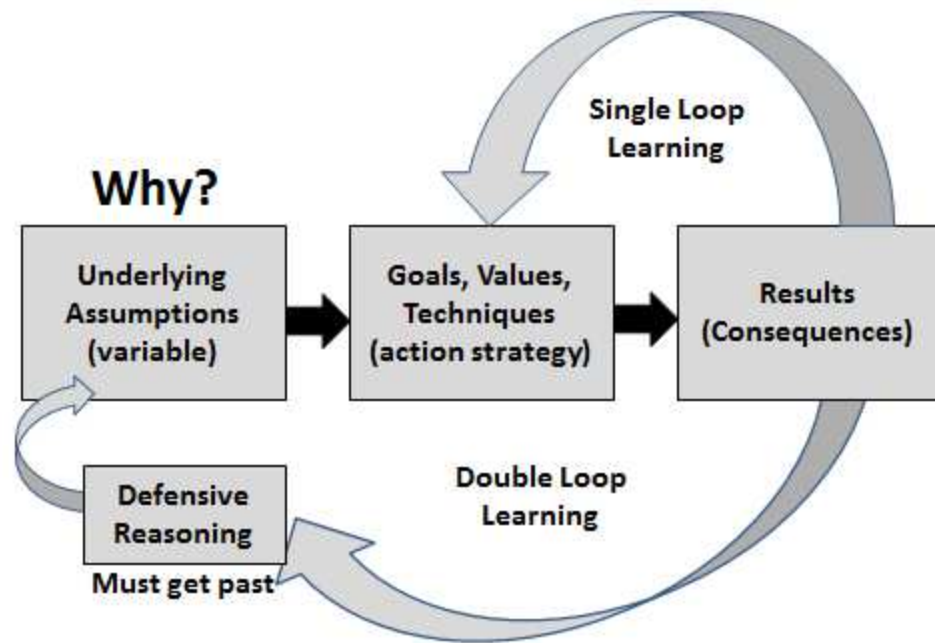 Single Loop
Learning
Why?
Underlying
Assumptions
(variable)
Goals, Values,
Techniques
(action strategy)
Results
(Consequences)
Defensive
Reasoning
Must get past
Double Loop
Learning